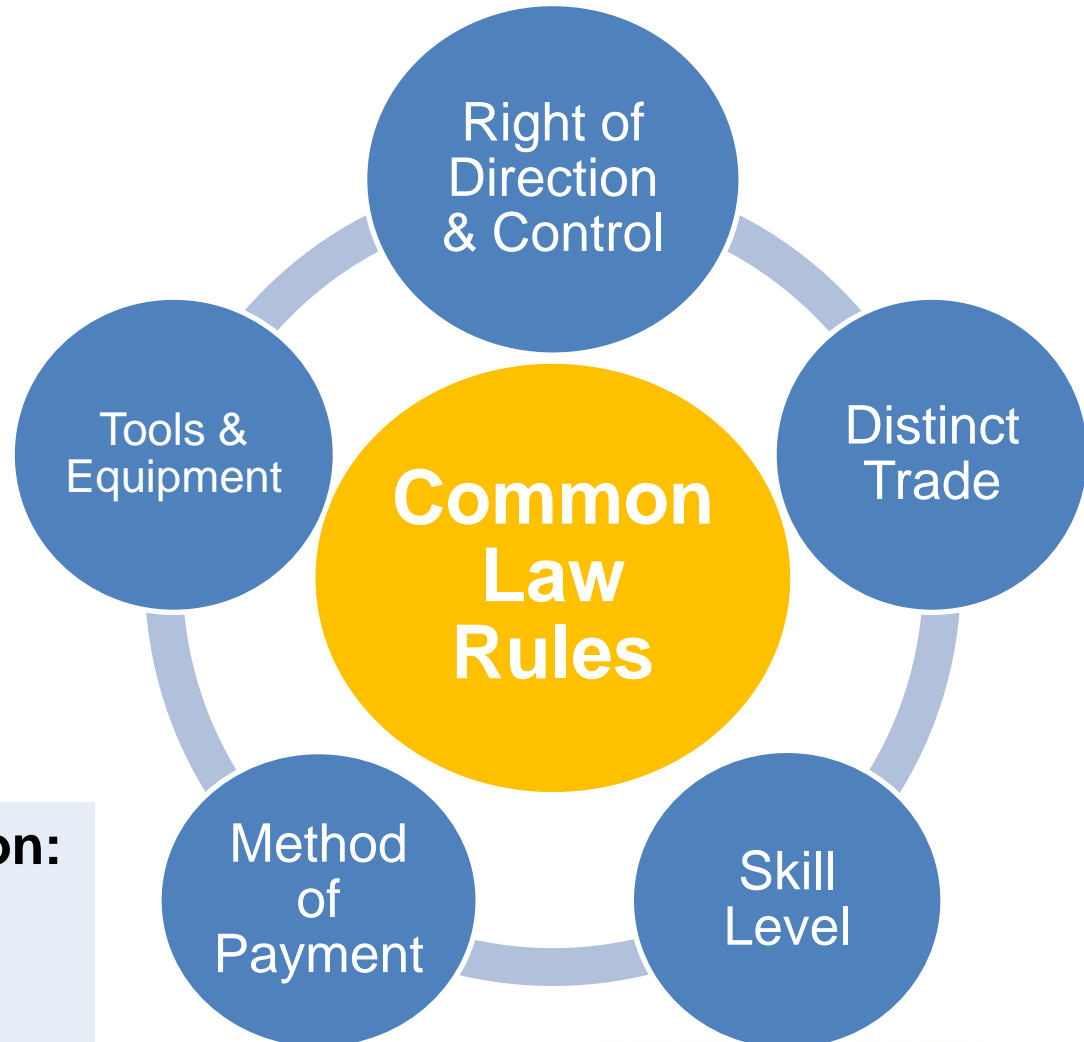 Right of
Direction
& Control
Tools &
Equipment
Distinct
Trade
Common
Law
Rules
Method
of
Payment
Skill
Level
on: